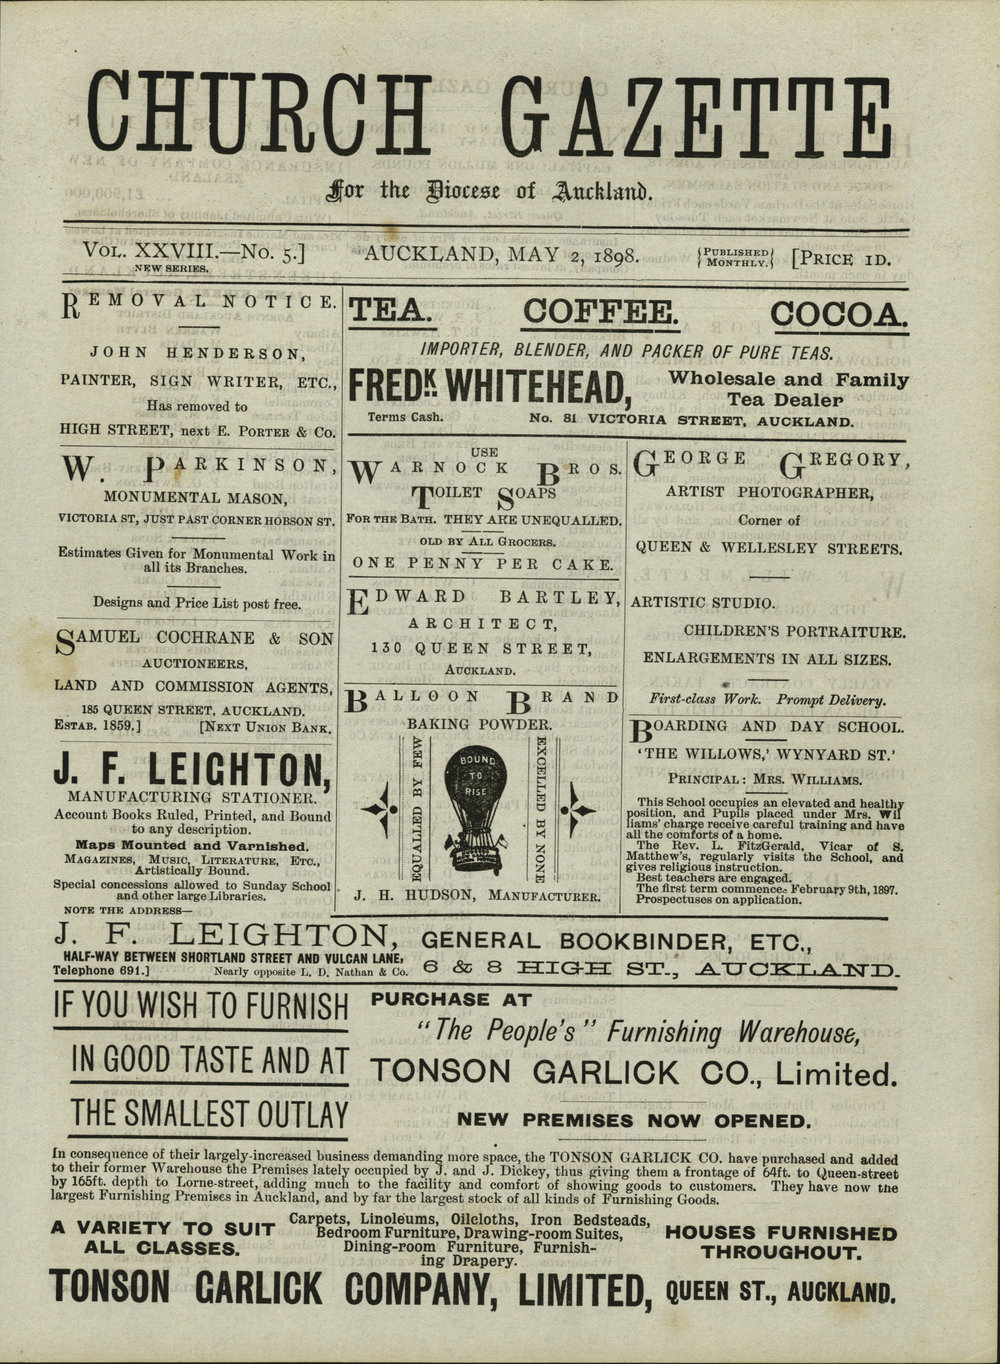 CHURCH GAZETTE
For the Diocese of Auckland.
VOL. XXVIII.—No. 5.]
NEW SERIES.
AUCKLAND, MAY 2, 1898.
{PUBLISHED MONTHLY.}
[PRICE 1D.
REMOVAL NOTICE.
JOHN HENDERSON,
PAINTER, SIGN WRITER, ETC.,
Has removed to
HIGH STREET, next E. PORTER & Co.
W. PARKINSON,
MONUMENTAL MASON,
VICTORIA ST, JUST PAST CORNER HOBSON ST.
Estimates Given for Monumental Work in
all its Branches.
Designs and Price List post free.
SAMUEL COCHRANE & SON
AUCTIONEERS,
LAND AND COMMISSION AGENTS,
185 QUEEN STREET, AUCKLAND.
ESTAB. 1859.] [NEXT UNION BANK.
J. F. LEIGHTON,
MANUFACTURING STATIONER.
Account Books Ruled, Printed, and Bound
to any description.
Maps Mounted and Varnished.
MAGAZINES, MUSIC, LITERATURE, ETC.,
Artistically Bound.
Special concessions allowed to Sunday School
and other large Libraries.
NOTE THE ADDRESS—
TEA. COFFEE. COCOA.
IMPORTER, BLENDER, AND PACKER OF PURE TEAS.
FREDK. WHITEHEAD,
Wholesale and Family
Tea Dealer
Terms Cash. No. 81 VICTORIA STREET, AUCKLAND.
USE
WARNOCK BROS.
TOILET SOAPS
FOR THE BATH. THEY ARE UNEQUALLED.
OLD BY ALL GROCERS.
ONE PENNY PER CAKE.
EDWARD BARTLEY,
ARCHITECT,
130 QUEEN STREET,
AUCKLAND.
BALLOON BRAND
BAKING POWDER.
EQUALLED BY FEW
BOUND
TO
RISE
EXCELLED BY NONE
J. H. HUDSON, MANUFACTURER.
GEORGE GREGORY,
ARTIST PHOTOGRAPHER,
Corner of
QUEEN & WELLESLEY STREETS.
ARTISTIC STUDIO.
CHILDREN'S PORTRAITURE.
ENLARGEMENTS IN ALL SIZES.
First-class Work. Prompt Delivery.
BOARDING AND DAY SCHOOL.
'THE WILLOWS,' WYNYARD ST.'
PRINCIPAL: MRS. WILLIAMS.
This School occupies an elevated and healthy
position, and Pupils placed under Mrs. Wil
liams' charge receive careful training and have
all the comforts of a home.
The Rev. L. FitzGerald, Vicar of S.
Matthew's, regularly visits the School, and
gives religious instruction.
Best teachers are engaged.
The first term commence: February 9th, 1897.
Prospectuses on application.
J. F. LEIGHTON, GENERAL BOOKBINDER, ETC.,
HALF-WAY BETWEEN SHORTLAND STREET AND VULCAN LANE,
Telephone 691.] Nearly opposite L. D. Nathan & Co.
6 & 8 HIGH ST., AUCKLAND.
IF YOU WISH TO FURNISH
IN GOOD TASTE AND AT
THE SMALLEST OUTLAY
PURCHASE AT
"The People's" Furnishing Warehouse,
TONSON GARLICK CO., Limited.
NEW PREMISES NOW OPENED.
In consequence of their largely-increased business demanding more space, the TONSON GARLICK CO. have purchased and added
to their former Warehouse the Premises lately occupied by J. and J. Dickey, thus giving them a frontage of 64ft. to Queen-street
by 165ft. depth to Lorne-street, adding much to the facility and comfort of showing goods to customers. They have now the
largest Furnishing Premises in Auckland, and by far the largest stock of all kinds of Furnishing Goods.
A VARIETY TO SUIT
ALL CLASSES.
Carpets, Linoleums, Oilcloths, Iron Bedsteads,
Bedroom Furniture, Drawing-room Suites,
Dining-room Furniture, Furnish-
ing Drapery.
HOUSES FURNISHED
THROUGHOUT.
TONSON GARLICK COMPANY, LIMITED, QUEEN ST., AUCKLAND.